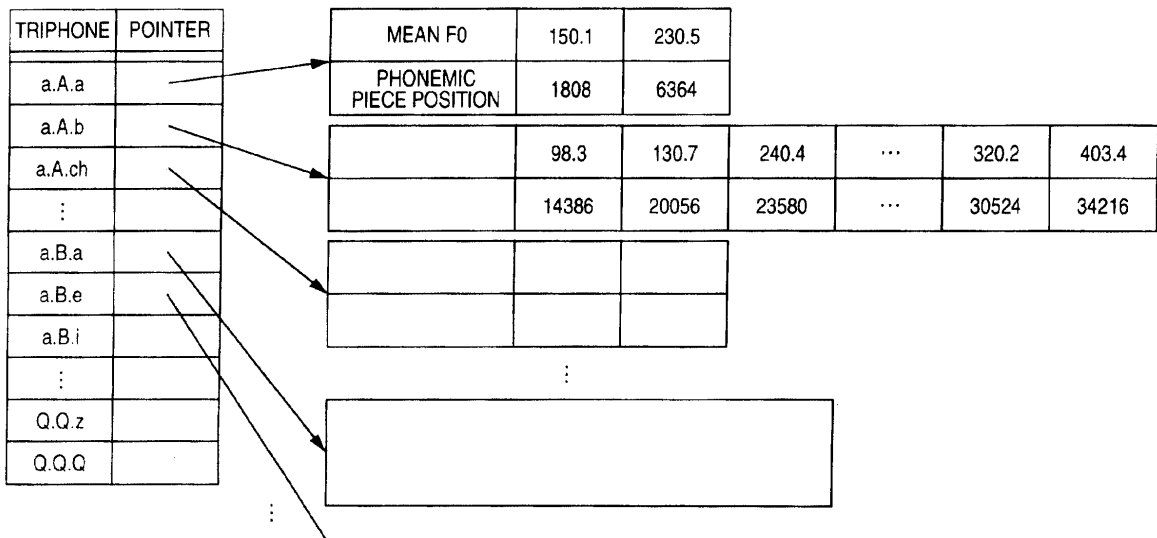 TRIPHONE POINTER
a.A.a
a.A.b
a.A.ch
⋮
a.B.a
a.B.e
a.B.i
⋮
Q.Q.z
Q.Q.Q
⋮
MEAN F0 150.1 230.5
PHONEMIC
PIECE POSITION 1808 6364
98.3 130.7 240.4 ··· 320.2 403.4
14386 20056 23580 ··· 30524 34216
⋮